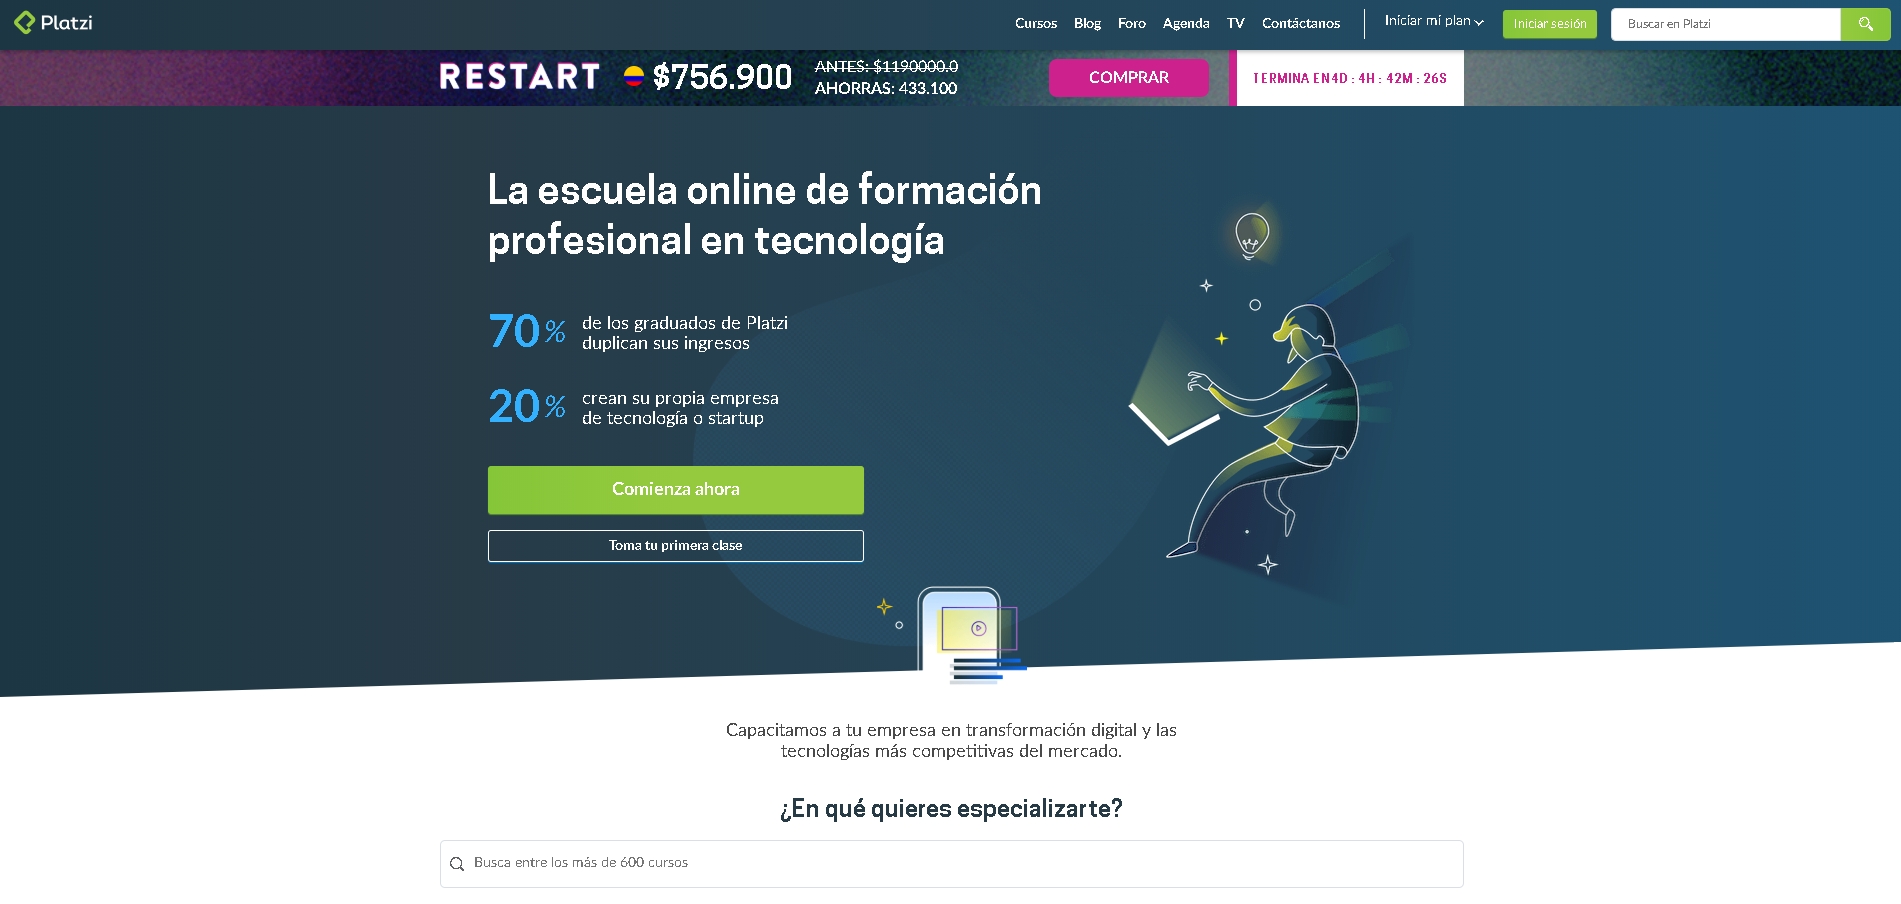 Platzi
Cursos Blog Foro Agenda TV Contáctanos Iniciar mi plan Iniciar sesión Buscar en Platzi
RESTART $756.900 ANTES: $1190000.0
AHORRAS: 433.100
COMPRAR
TERMINA EN 4D : 4H : 42M : 26S
La escuela online de formación
profesional en tecnología
70% de los graduados de Platzi
duplican sus ingresos
20% crean su propia empresa
de tecnología o startup
Comienza ahora
Toma tu primera clase
Capacitamos a tu empresa en transformación digital y las
tecnologías más competitivas del mercado.
¿En qué quieres especializarte?
Busca entre los más de 600 cursos